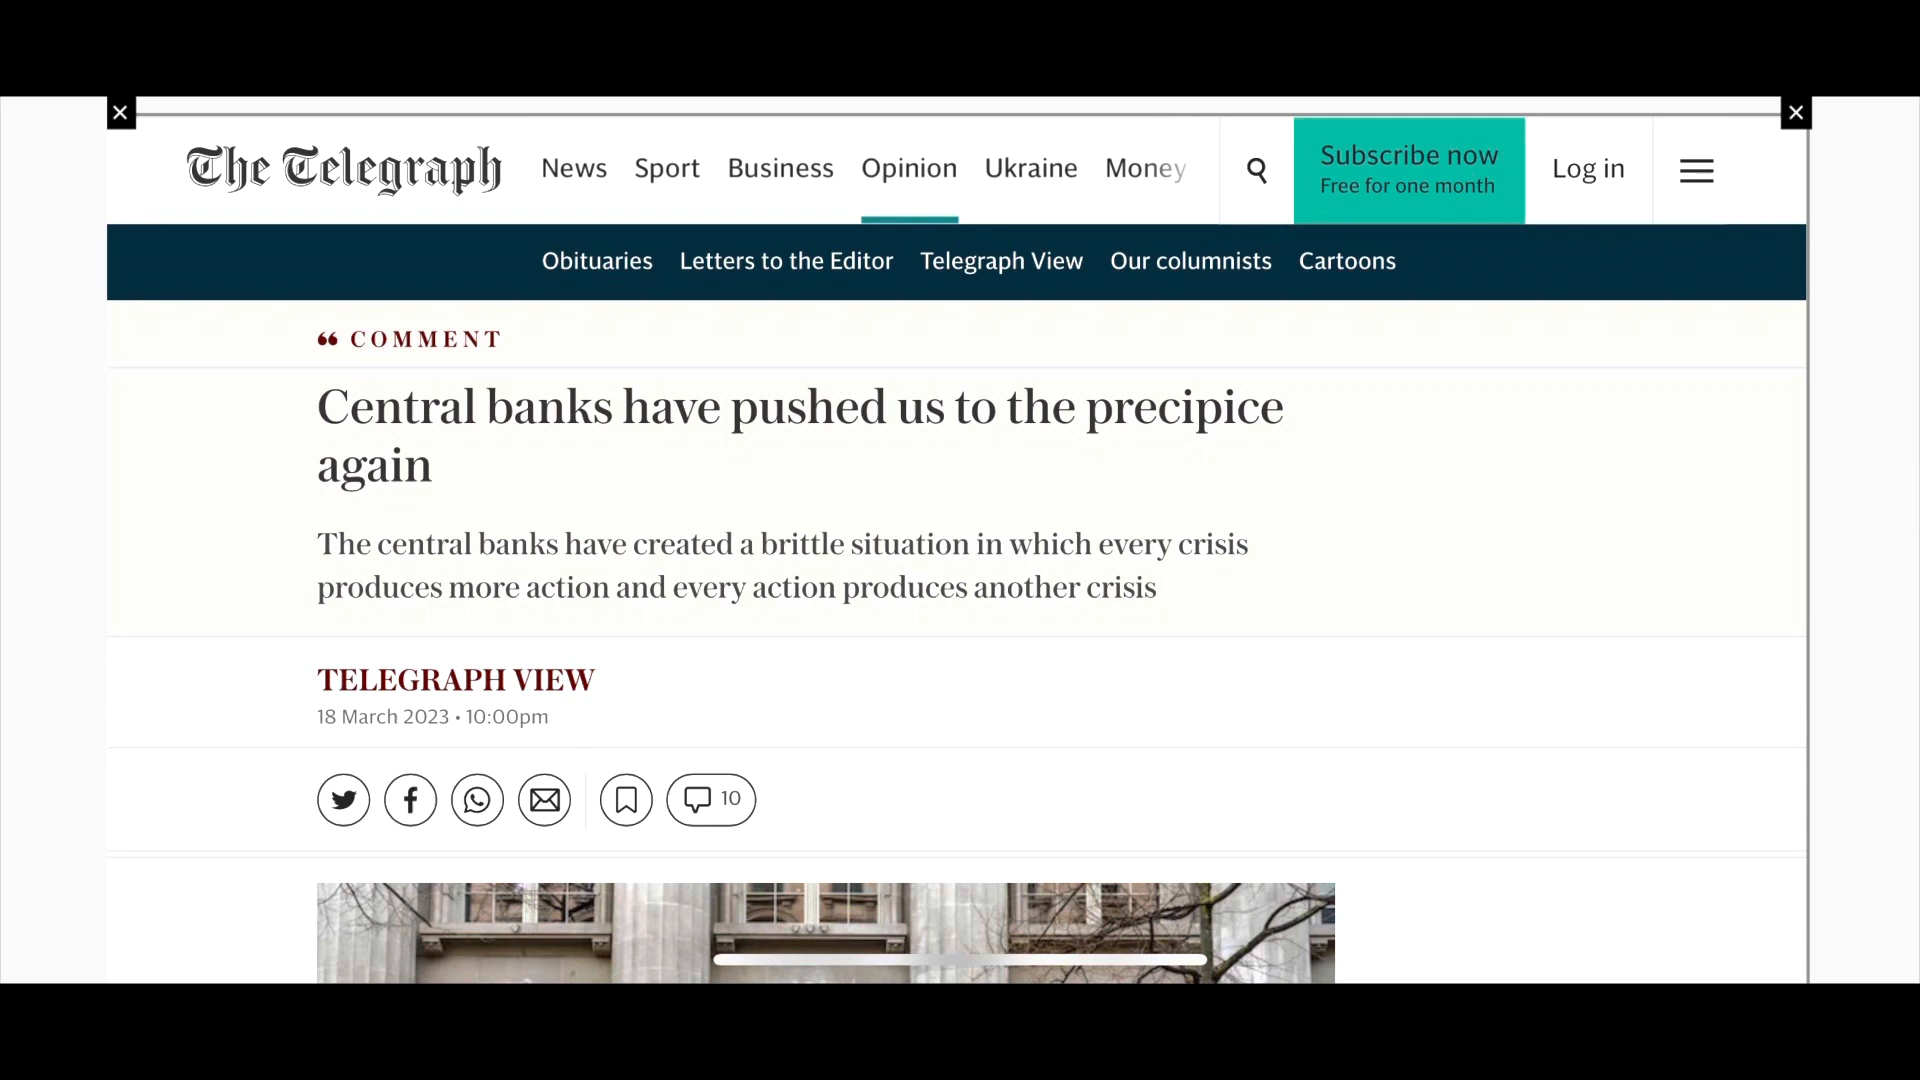 The Telegraph
News Sport Business Opinion Ukraine Money
Subscribe now
Free for one month
Log in
Obituaries Letters to the Editor Telegraph View Our columnists Cartoons
“ COMMENT
Central banks have pushed us to the precipice
again
The central banks have created a brittle situation in which every crisis
produces more action and every action produces another crisis
TELEGRAPH VIEW
18 March 2023 • 10:00pm
10